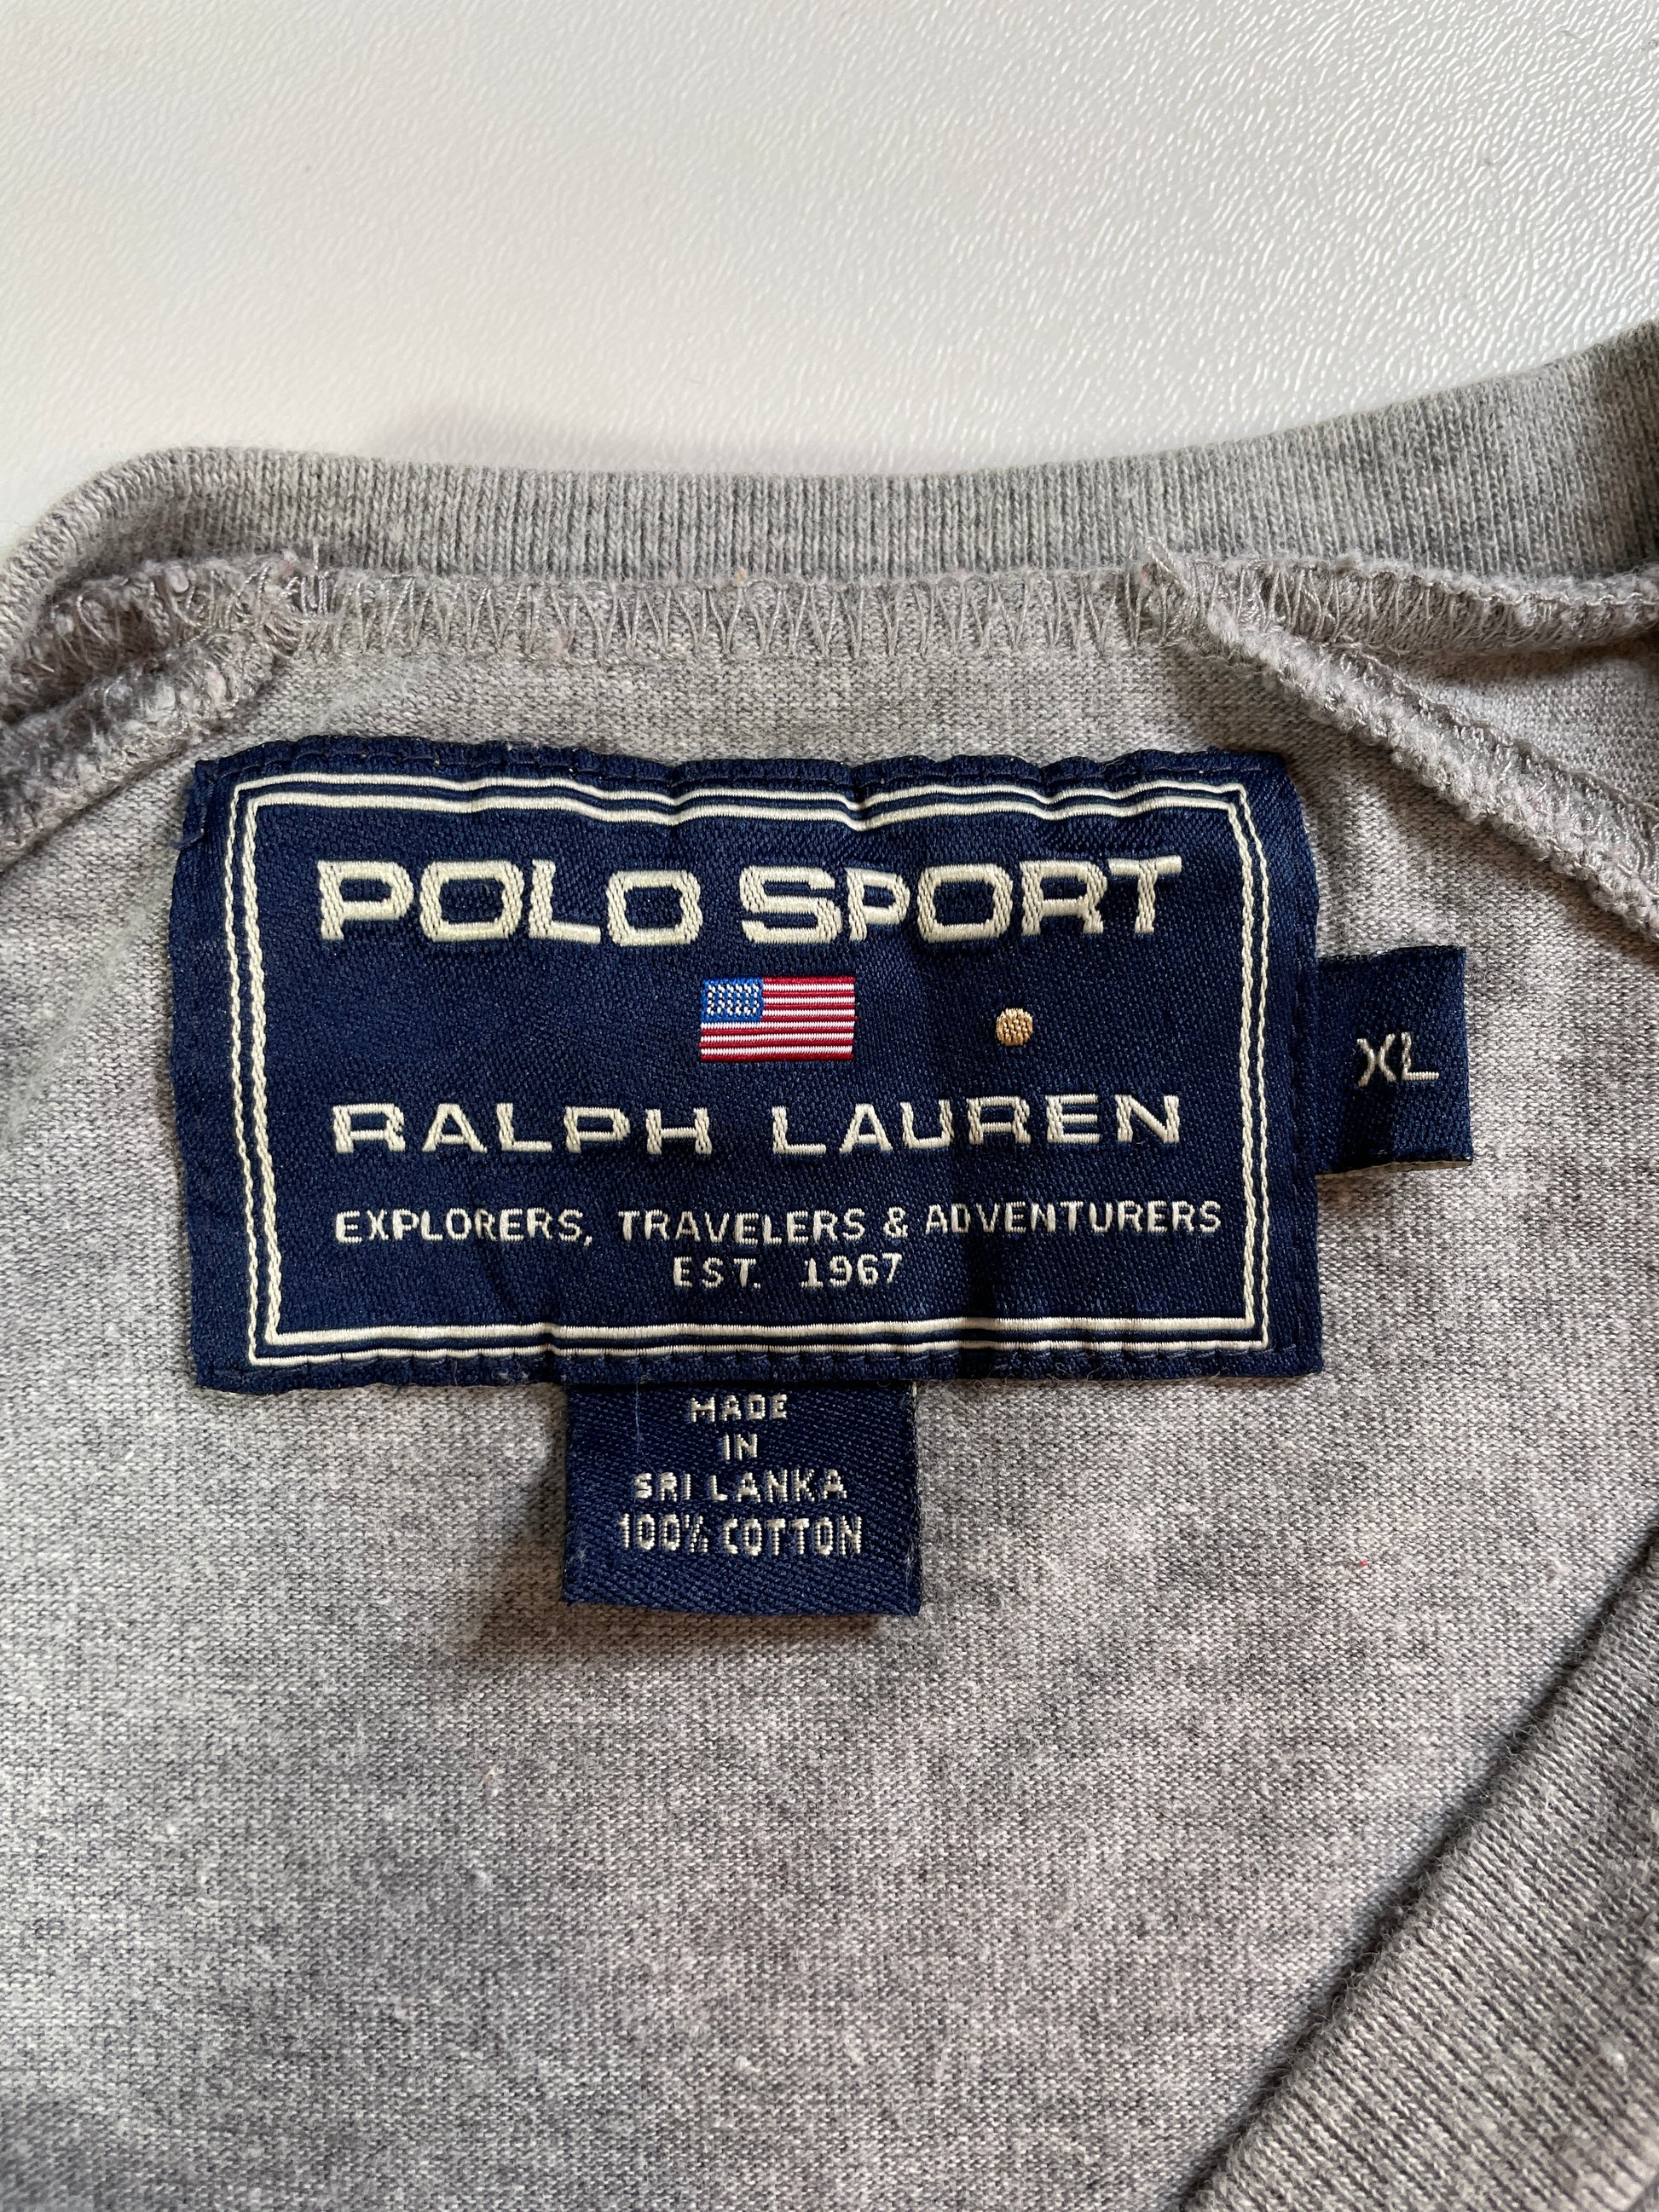 POLO SPORT
RALPH LAUREN
EXPLORERS, TRAVELERS & ADVENTURERS
EST. 1967
XL
MADE
IN
SRI LANKA
100% COTTON